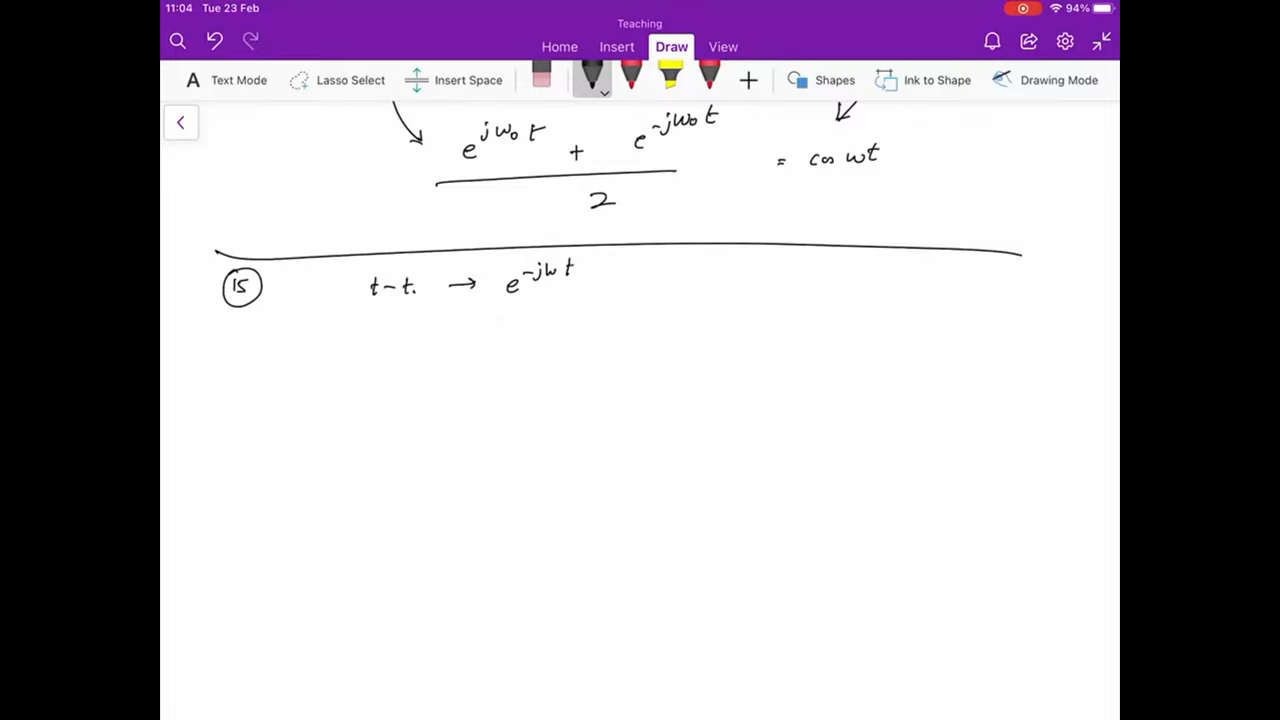 11:04 Tue 23 Feb 94%
Teaching
Home Insert Draw View
A Text Mode Lasso Select Insert Space Shapes Ink to Shape Drawing Mode
e^{jω₀t} + e^{-jω₀t} = cos ωt
2
15 t-t. → e^{-jωt}